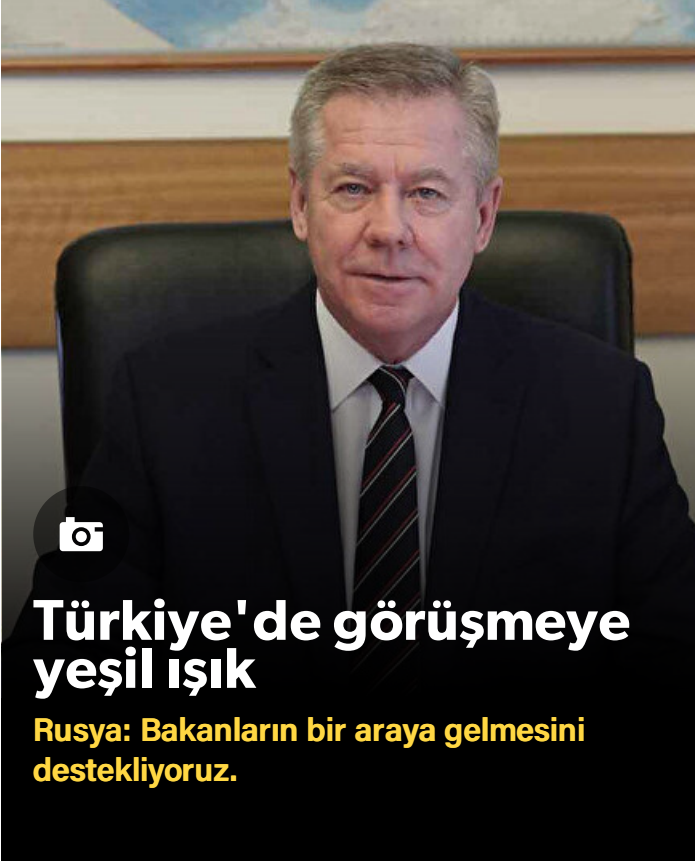 Türkiye'de görüşmeye
yeşil ışık
Rusya: Bakanların bir araya gelmesini
destekliyoruz.